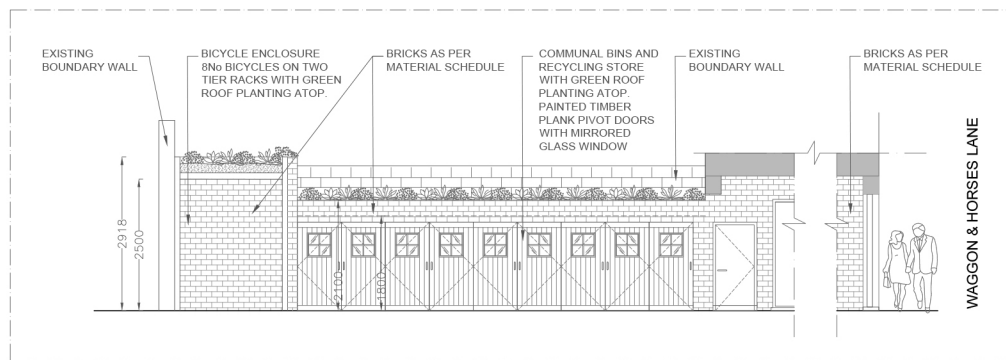 EXISTING
BOUNDARY WALL
BICYCLE ENCLOSURE
8No BICYCLES ON TWO
TIER RACKS WITH GREEN
ROOF PLANTING ATOP.
BRICKS AS PER
MATERIAL SCHEDULE
COMMUNAL BINS AND
RECYCLING STORE
WITH GREEN ROOF
PLANTING ATOP.
PAINTED TIMBER
PLANK PIVOT DOORS
WITH MIRRORED
GLASS WINDOW
EXISTING
BOUNDARY WALL
BRICKS AS PER
MATERIAL SCHEDULE
2918
2500
2100
1800
WAGGON & HORSES LANE